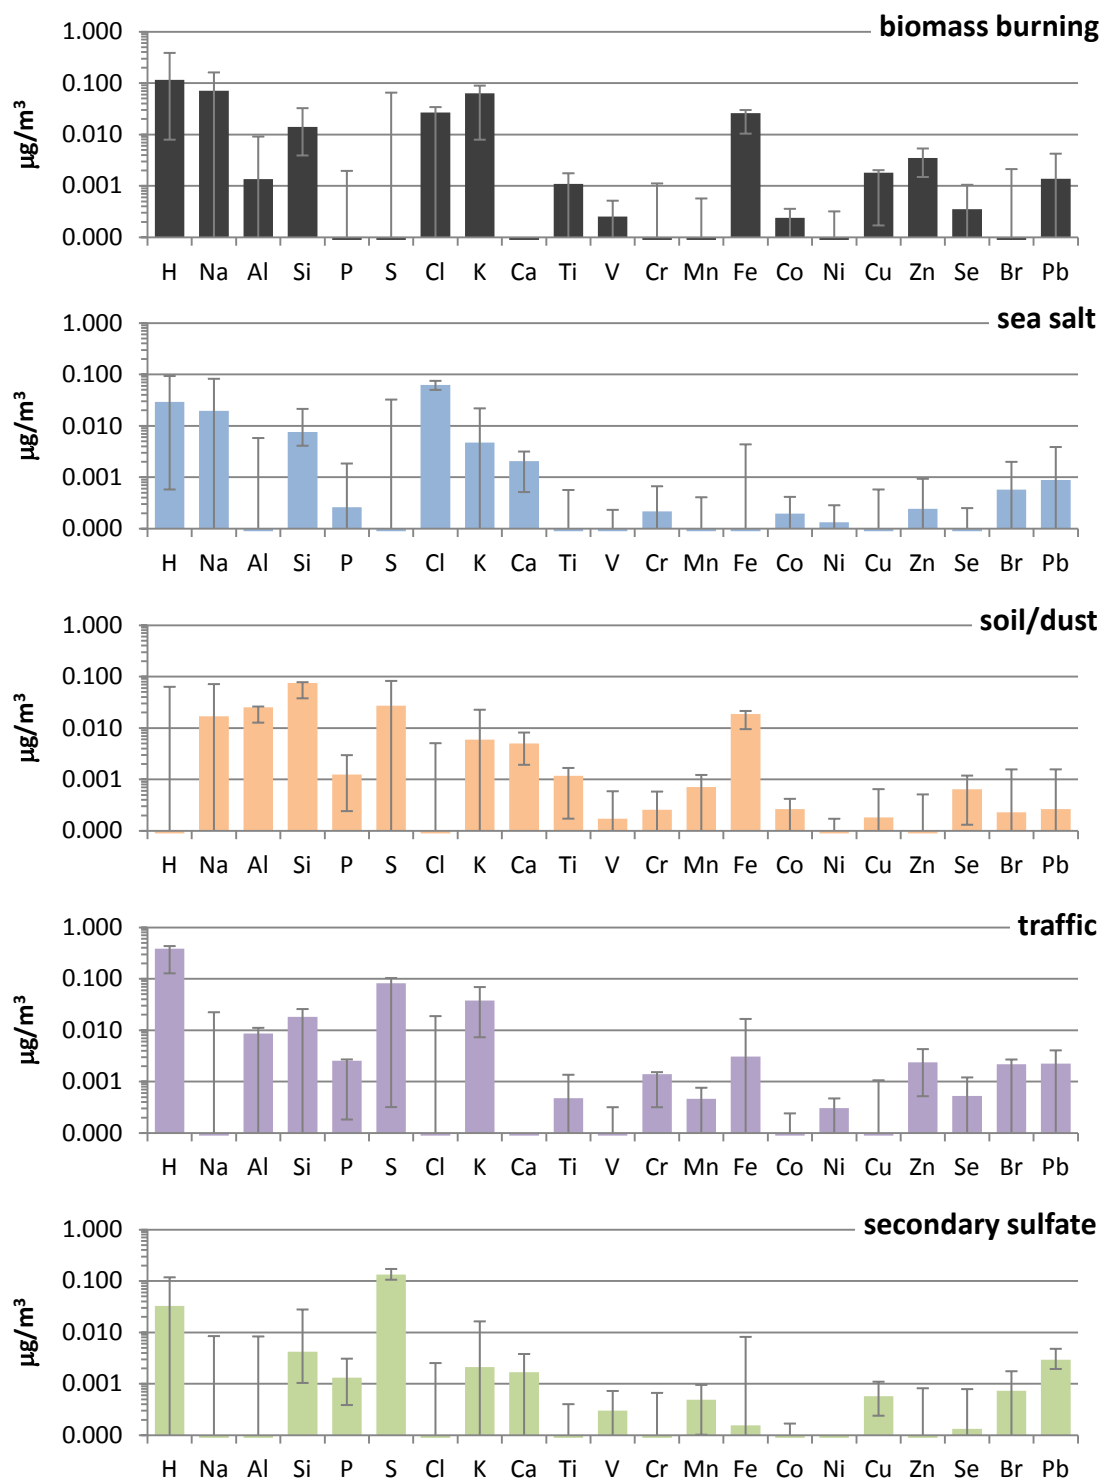 biomass burning
1.000
0.100
0.010
0.001
0.000
µg/m³
H Na Al Si P S Cl K Ca Ti V Cr Mn Fe Co Ni Cu Zn Se Br Pb
sea salt
1.000
0.100
0.010
0.001
0.000
µg/m³
H Na Al Si P S Cl K Ca Ti V Cr Mn Fe Co Ni Cu Zn Se Br Pb
soil/dust
1.000
0.100
0.010
0.001
0.000
µg/m³
H Na Al Si P S Cl K Ca Ti V Cr Mn Fe Co Ni Cu Zn Se Br Pb
traffic
1.000
0.100
0.010
0.001
0.000
µg/m³
H Na Al Si P S Cl K Ca Ti V Cr Mn Fe Co Ni Cu Zn Se Br Pb
secondary sulfate
1.000
0.100
0.010
0.001
0.000
µg/m³
H Na Al Si P S Cl K Ca Ti V Cr Mn Fe Co Ni Cu Zn Se Br Pb